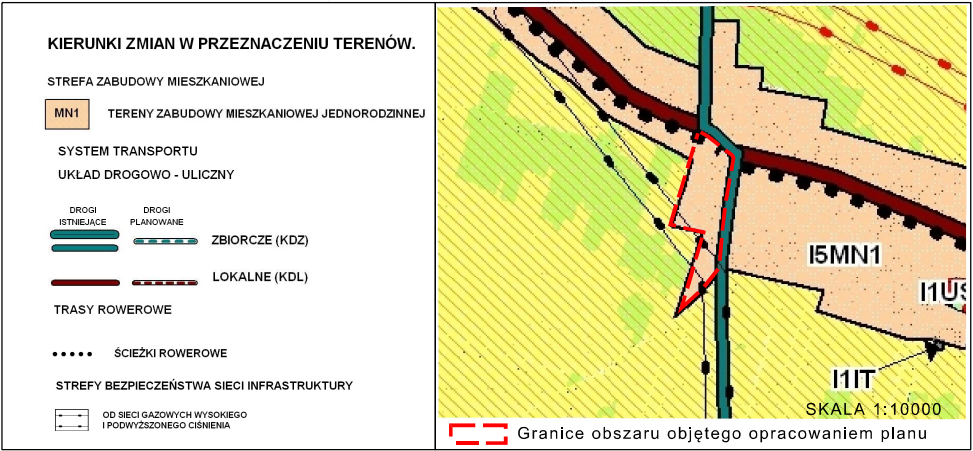 KIERUNKI ZMIAN W PRZEZNACZENIU TERENÓW.
STREFA ZABUDOWY MIESZKANIOWEJ
MN1
TERENY ZABUDOWY MIESZKANIOWEJ JEDNORODZINNEJ
SYSTEM TRANSPORTU
UKŁAD DROGOWO - ULICZNY
DROGI
ISTNIEJĄCE
DROGI
PLANOWANE
ZBIORCZE (KDZ)
LOKALNE (KDL)
TRASY ROWEROWE
ŚCIEŻKI ROWEROWE
STREFY BEZPIECZEŃSTWA SIECI INFRASTRUKTURY
OD SIECI GAZOWYCH WYSOKIEGO
I PODWYŻSZONEGO CIŚNIENIA
I5MN1
I1US
I1IT
SKALA 1:10000
Granice obszaru objętego opracowaniem planu